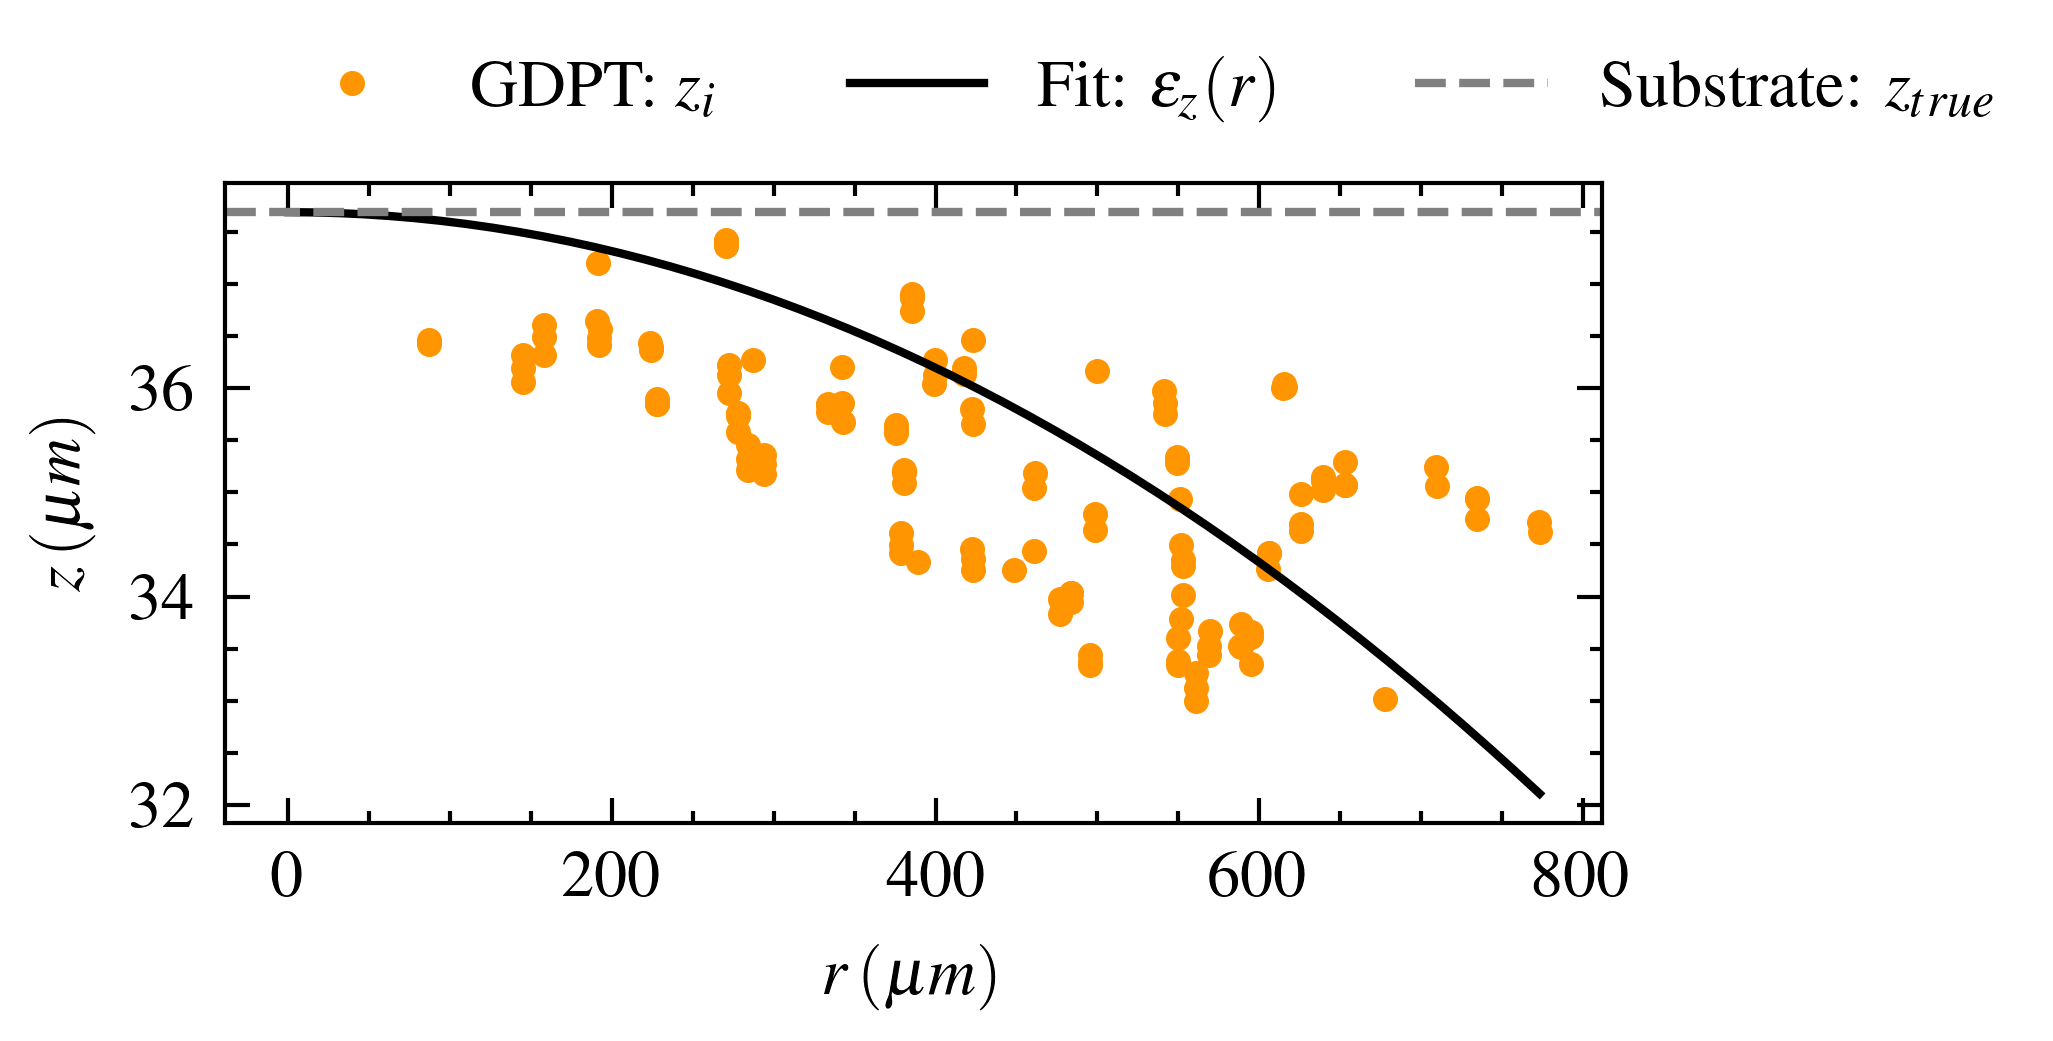 GDPT: z_i Fit: ε_z(r) Substrate: z_true
36
34
32
z (μm)
0 200 400 600 800
r (μm)